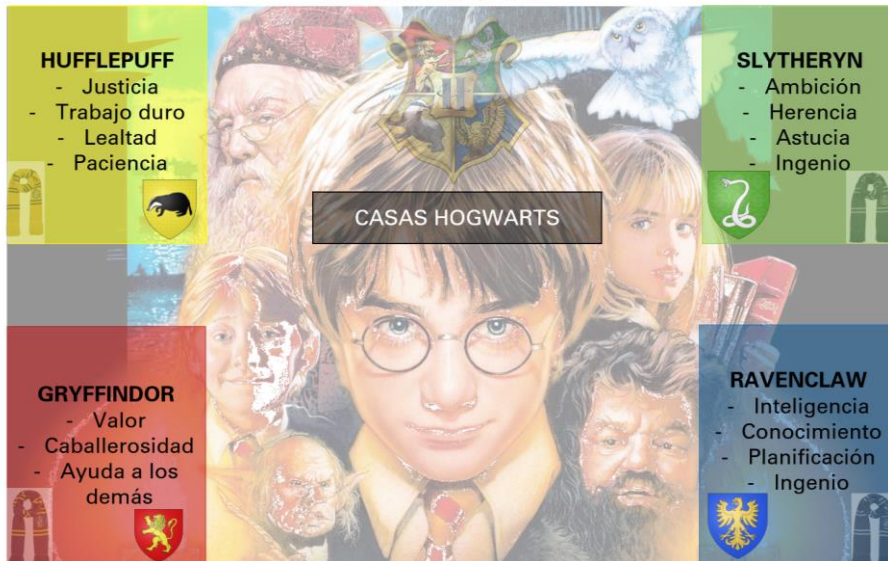 HUFFLEPUFF
- Justicia
- Trabajo duro
- Lealtad
- Paciencia
SLYTHERYN
- Ambición
- Herencia
- Astucia
- Ingenio
CASAS HOGWARTS
GRYFFINDOR
- Valor
- Caballerosidad
- Ayuda a los
demás
RAVENCLAW
- Inteligencia
- Conocimiento
- Planificación
- Ingenio